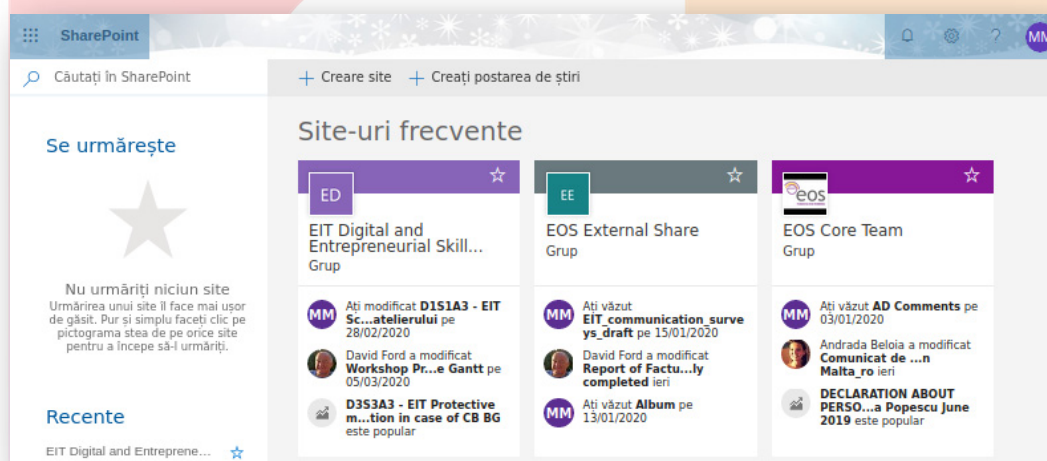 SharePoint
?
MM
Căutați în SharePoint
Creare site
Creați postarea de știri
Se urmărește
Nu urmăriți niciun site
Urmărirea unui site îl face mai ușor
de găsit. Pur și simplu faceți clic pe
pictograma stea de pe orice site
pentru a începe să-l urmăriți.
Recente
EIT Digital and Entreprene...
Site-uri frecvente
ED
EIT Digital and
Entrepreneurial Skill...
Grup
MM
Ați modificat D1S1A3 - EIT
Sc...atelierului pe
28/02/2020
David Ford a modificat
Workshop Pr...e Gantt pe
05/03/2020
D3S3A3 - EIT Protective
m...tion in case of CB BG
este popular
EE
EOS External Share
Grup
MM
Ați văzut
EIT_communication_surve
ys_draft pe 15/01/2020
David Ford a modificat
Report of Factu...ly
completed ieri
MM
Ați văzut Album pe
13/01/2020
eos
EOS Core Team
Grup
MM
Ați văzut AD Comments pe
03/01/2020
Andrada Beloia a modificat
Comunicat de ...n
Malta_ro ieri
DECLARATION ABOUT
PERSO...a Popescu June
2019 este popular